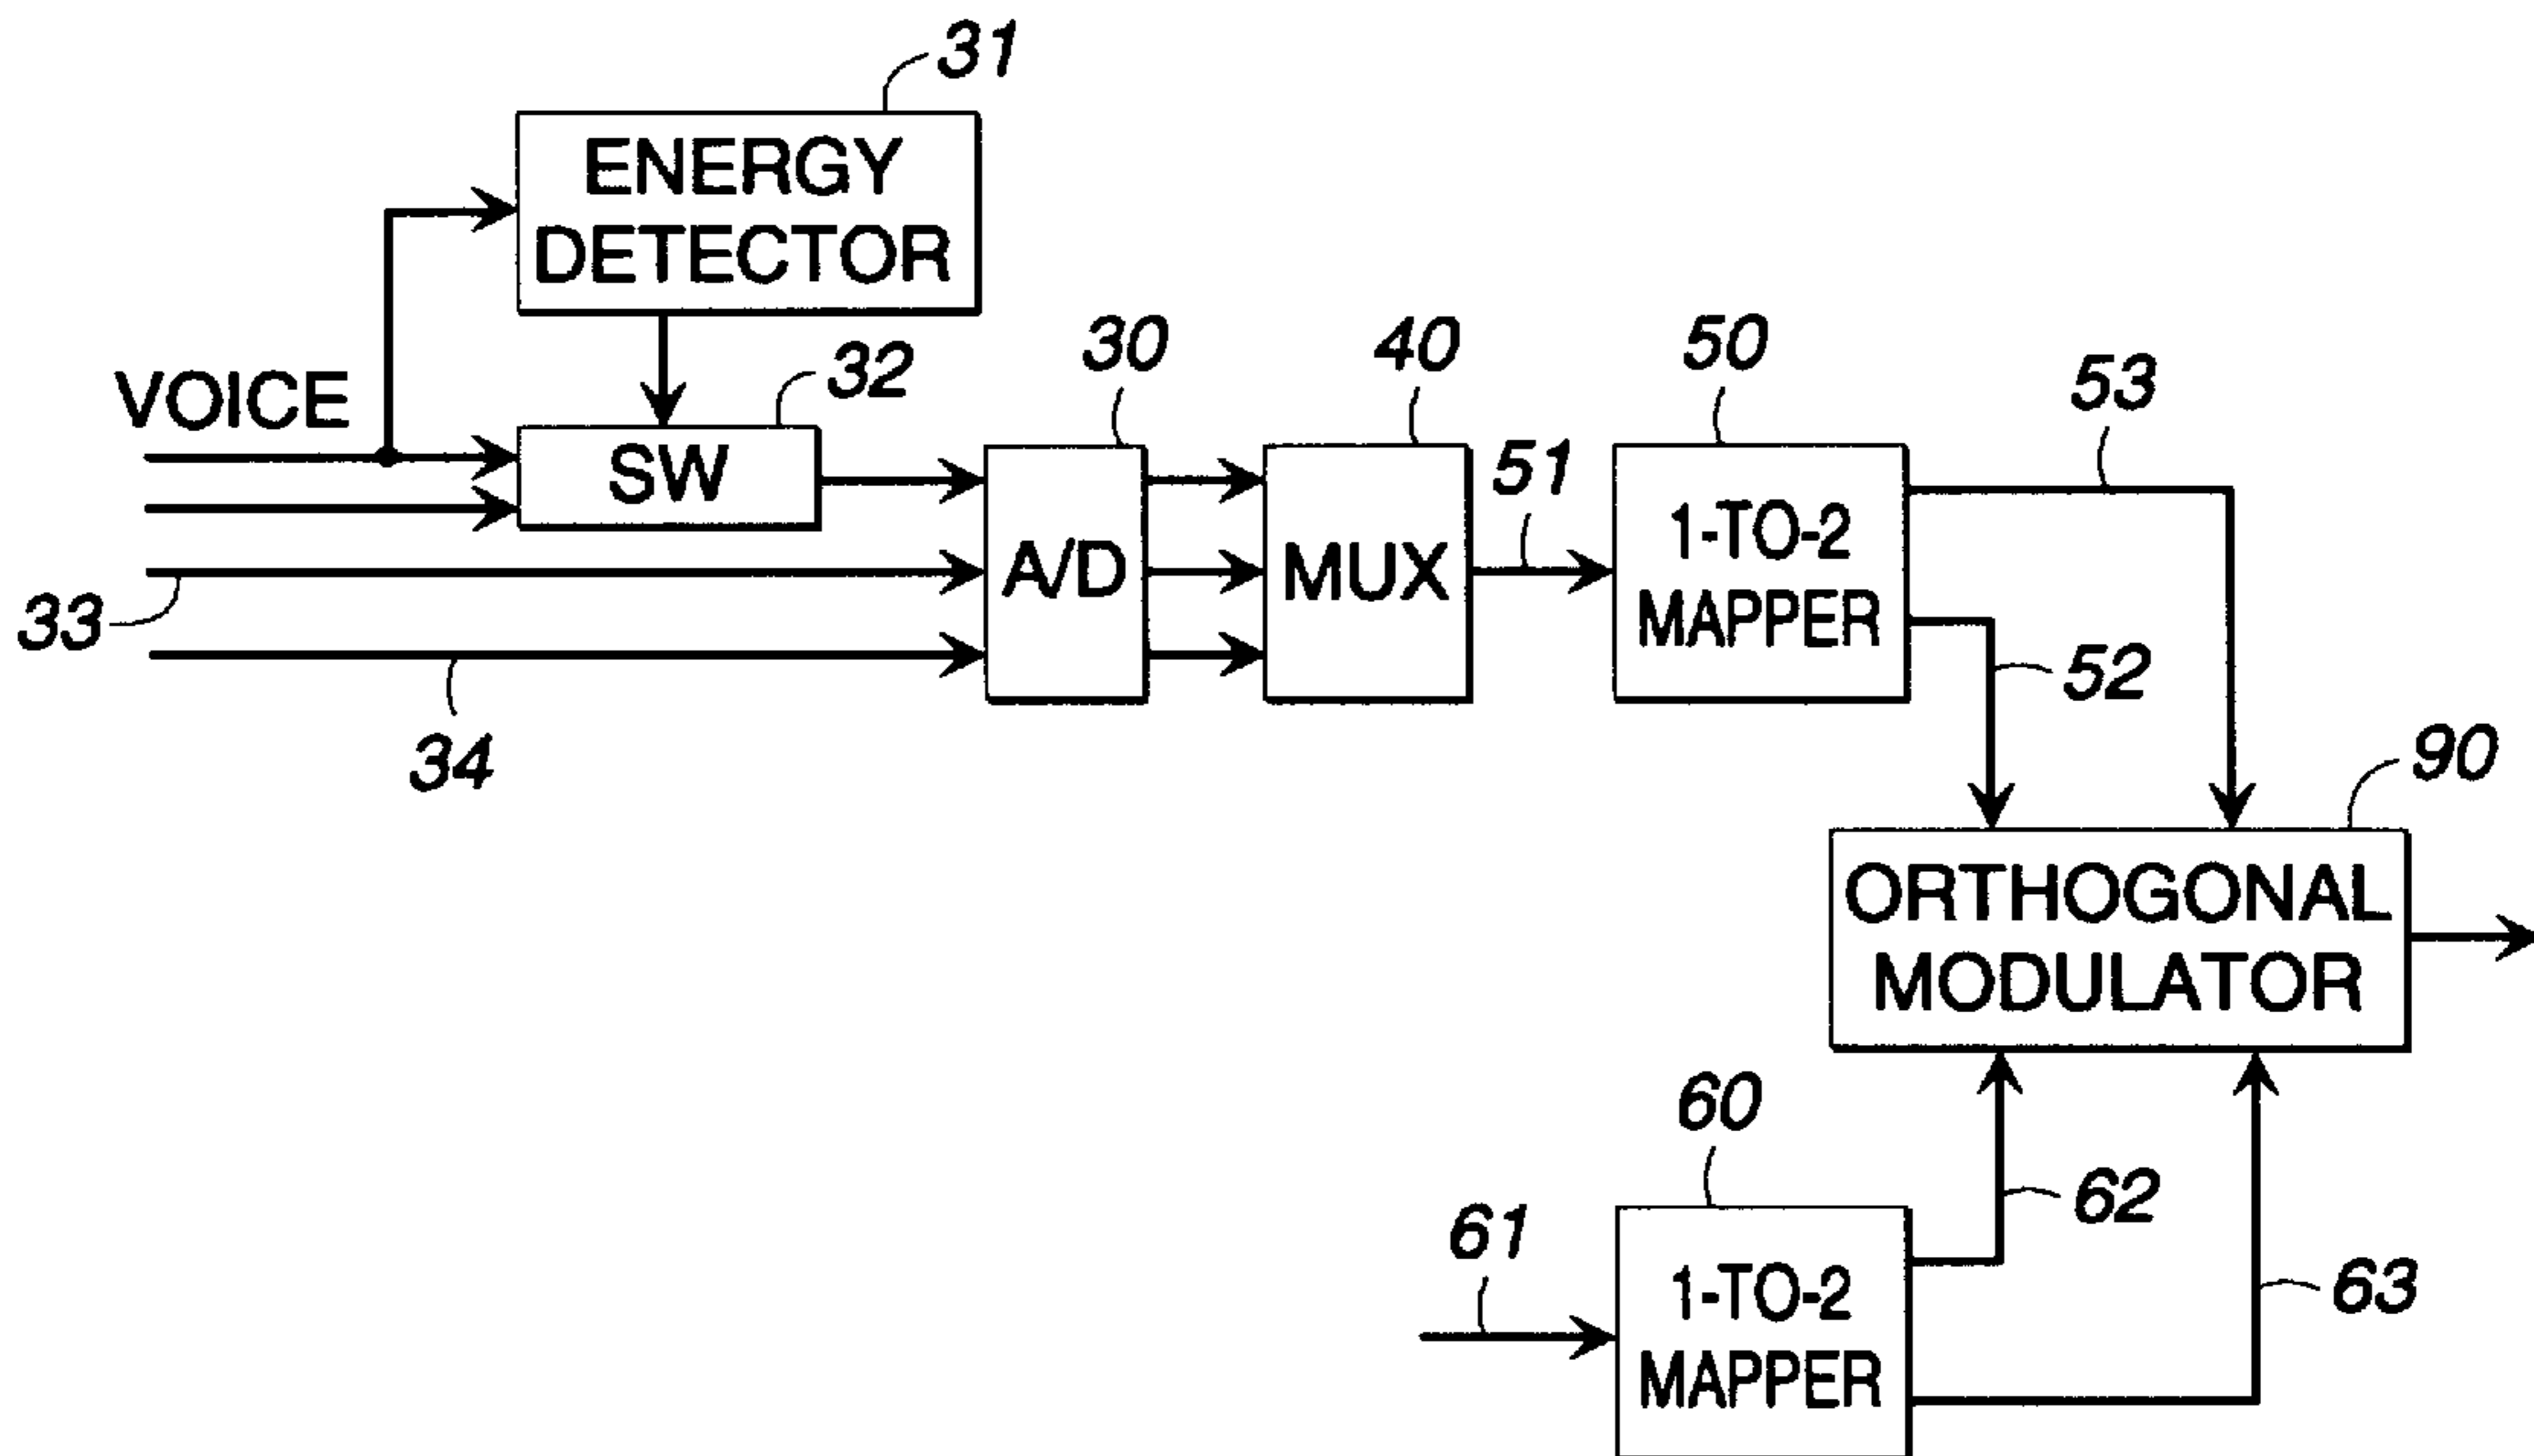 31
ENERGY
DETECTOR
VOICE
32
SW
30
A/D
40
MUX
51
50
1-TO-2
MAPPER
53
52
33
34
90
ORTHOGONAL
MODULATOR
60
61
1-TO-2
MAPPER
62
63